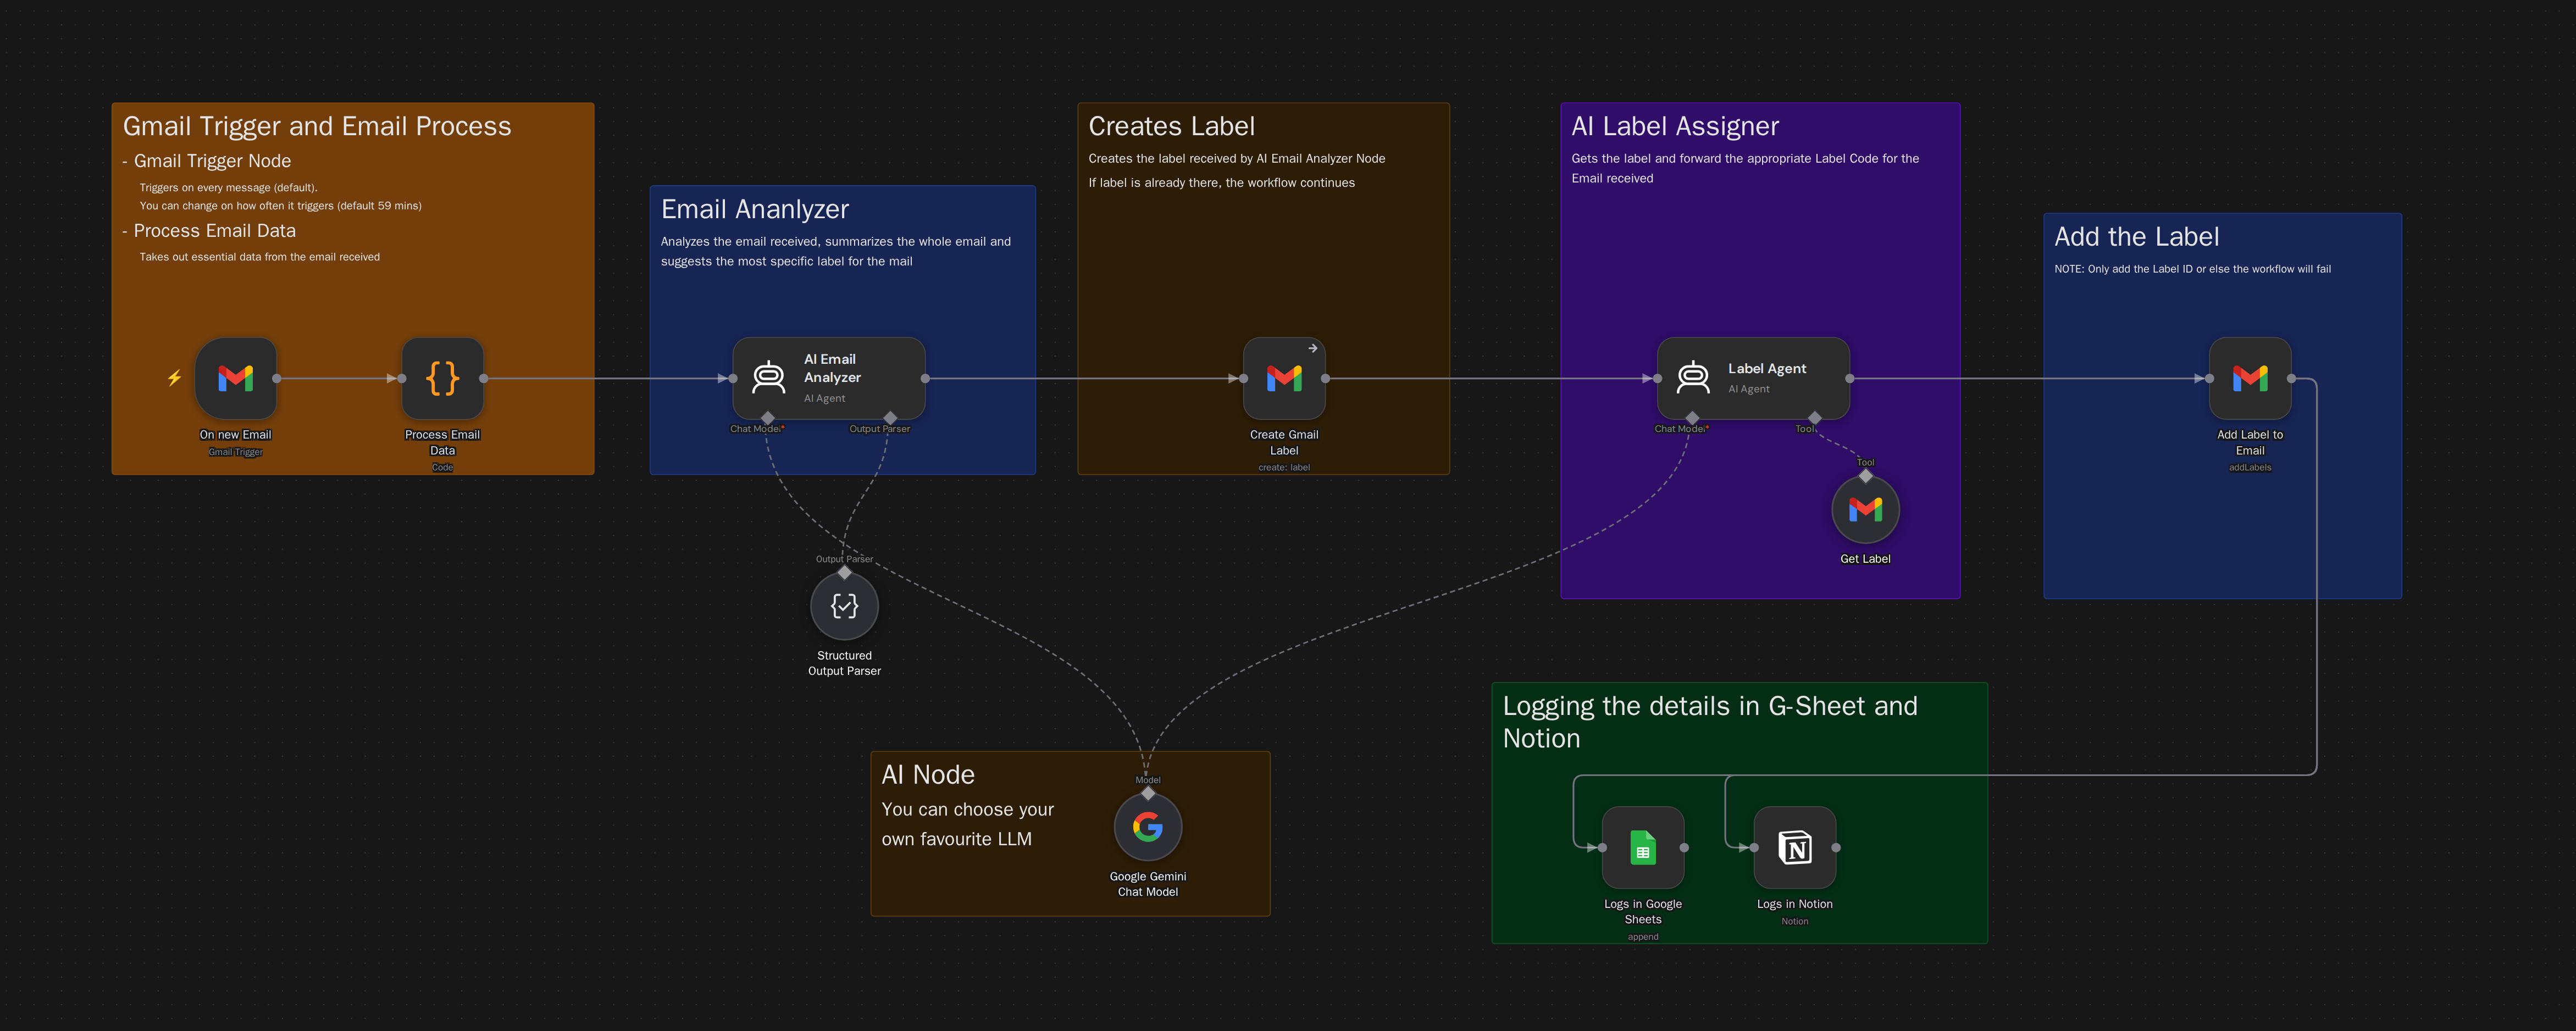 Gmail Trigger and Email Process
- Gmail Trigger Node
Triggers on every message (default).
You can change on how often it triggers (default 59 mins)
- Process Email Data
Takes out essential data from the email received
On new Email
Gmail Trigger
Process Email
Data
Code
Email Ananlyzer
Analyzes the email received, summarizes the whole email and
suggests the most specific label for the mail
AI Email
Analyzer
AI Agent
Chat Model*
Output Parser
Output Parser
Structured
Output Parser
Creates Label
Creates the label received by AI Email Analyzer Node
If label is already there, the workflow continues
Create Gmail
Label
create: label
AI Label Assigner
Gets the label and forward the appropriate Label Code for the
Email received
Label Agent
AI Agent
Chat Model*
Tool
Tool
Get Label
Add the Label
NOTE: Only add the Label ID or else the workflow will fail
Add Label to
Email
addLabels
AI Node
You can choose your
own favourite LLM
Model
Google Gemini
Chat Model
Logging the details in G-Sheet and
Notion
Logs in Google
Sheets
append
Logs in Notion
Notion